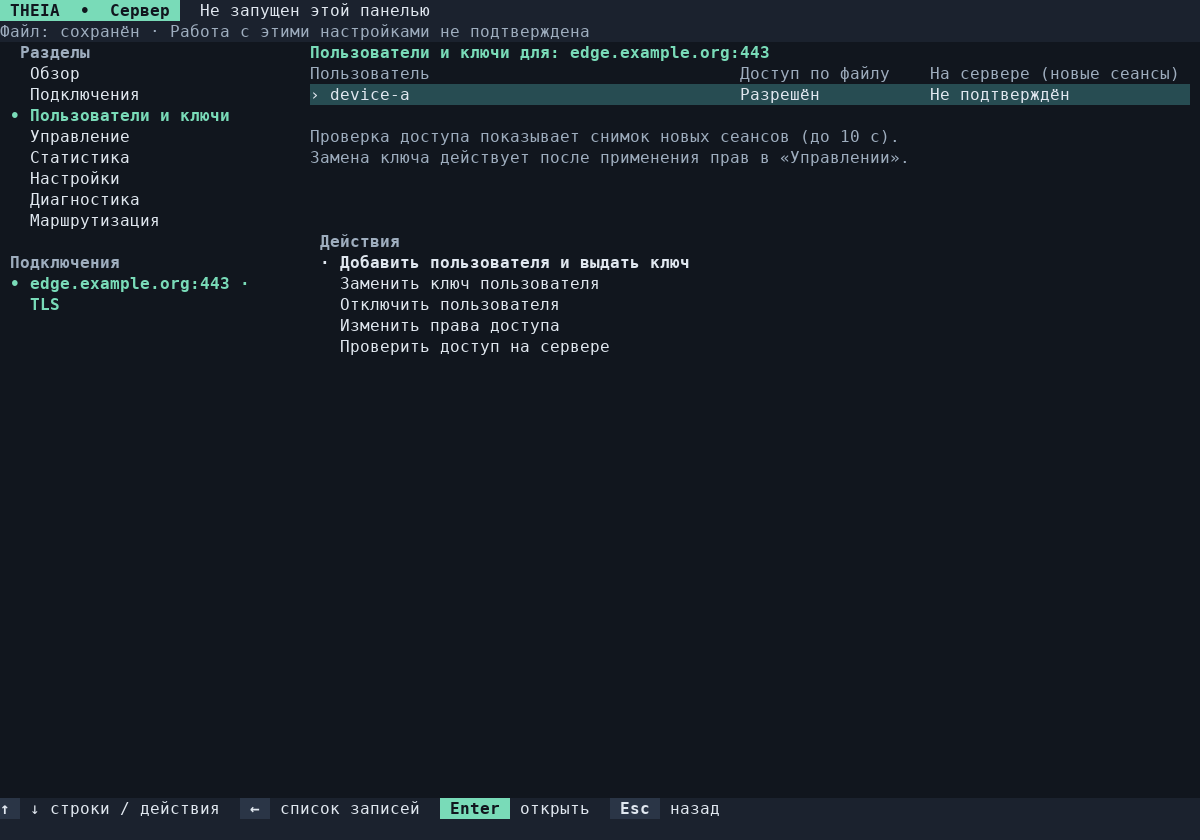 THEIA • Сервер Не запущен этой панелью
Файл: сохранён · Работа с этими настройками не подтверждена
Разделы
Обзор
Подключения
• Пользователи и ключи
Управление
Статистика
Настройки
Диагностика
Маршрутизация
Подключения
• edge.example.org:443 ·
TLS
Пользователи и ключи для: edge.example.org:443
Пользователь Доступ по файлу На сервере (новые сеансы)
› device-a Разрешён Не подтверждён
Проверка доступа показывает снимок новых сеансов (до 10 с).
Замена ключа действует после применения прав в «Управлении».
Действия
· Добавить пользователя и выдать ключ
Заменить ключ пользователя
Отключить пользователя
Изменить права доступа
Проверить доступ на сервере
↑ ↓ строки / действия ← список записей Enter открыть Esc назад